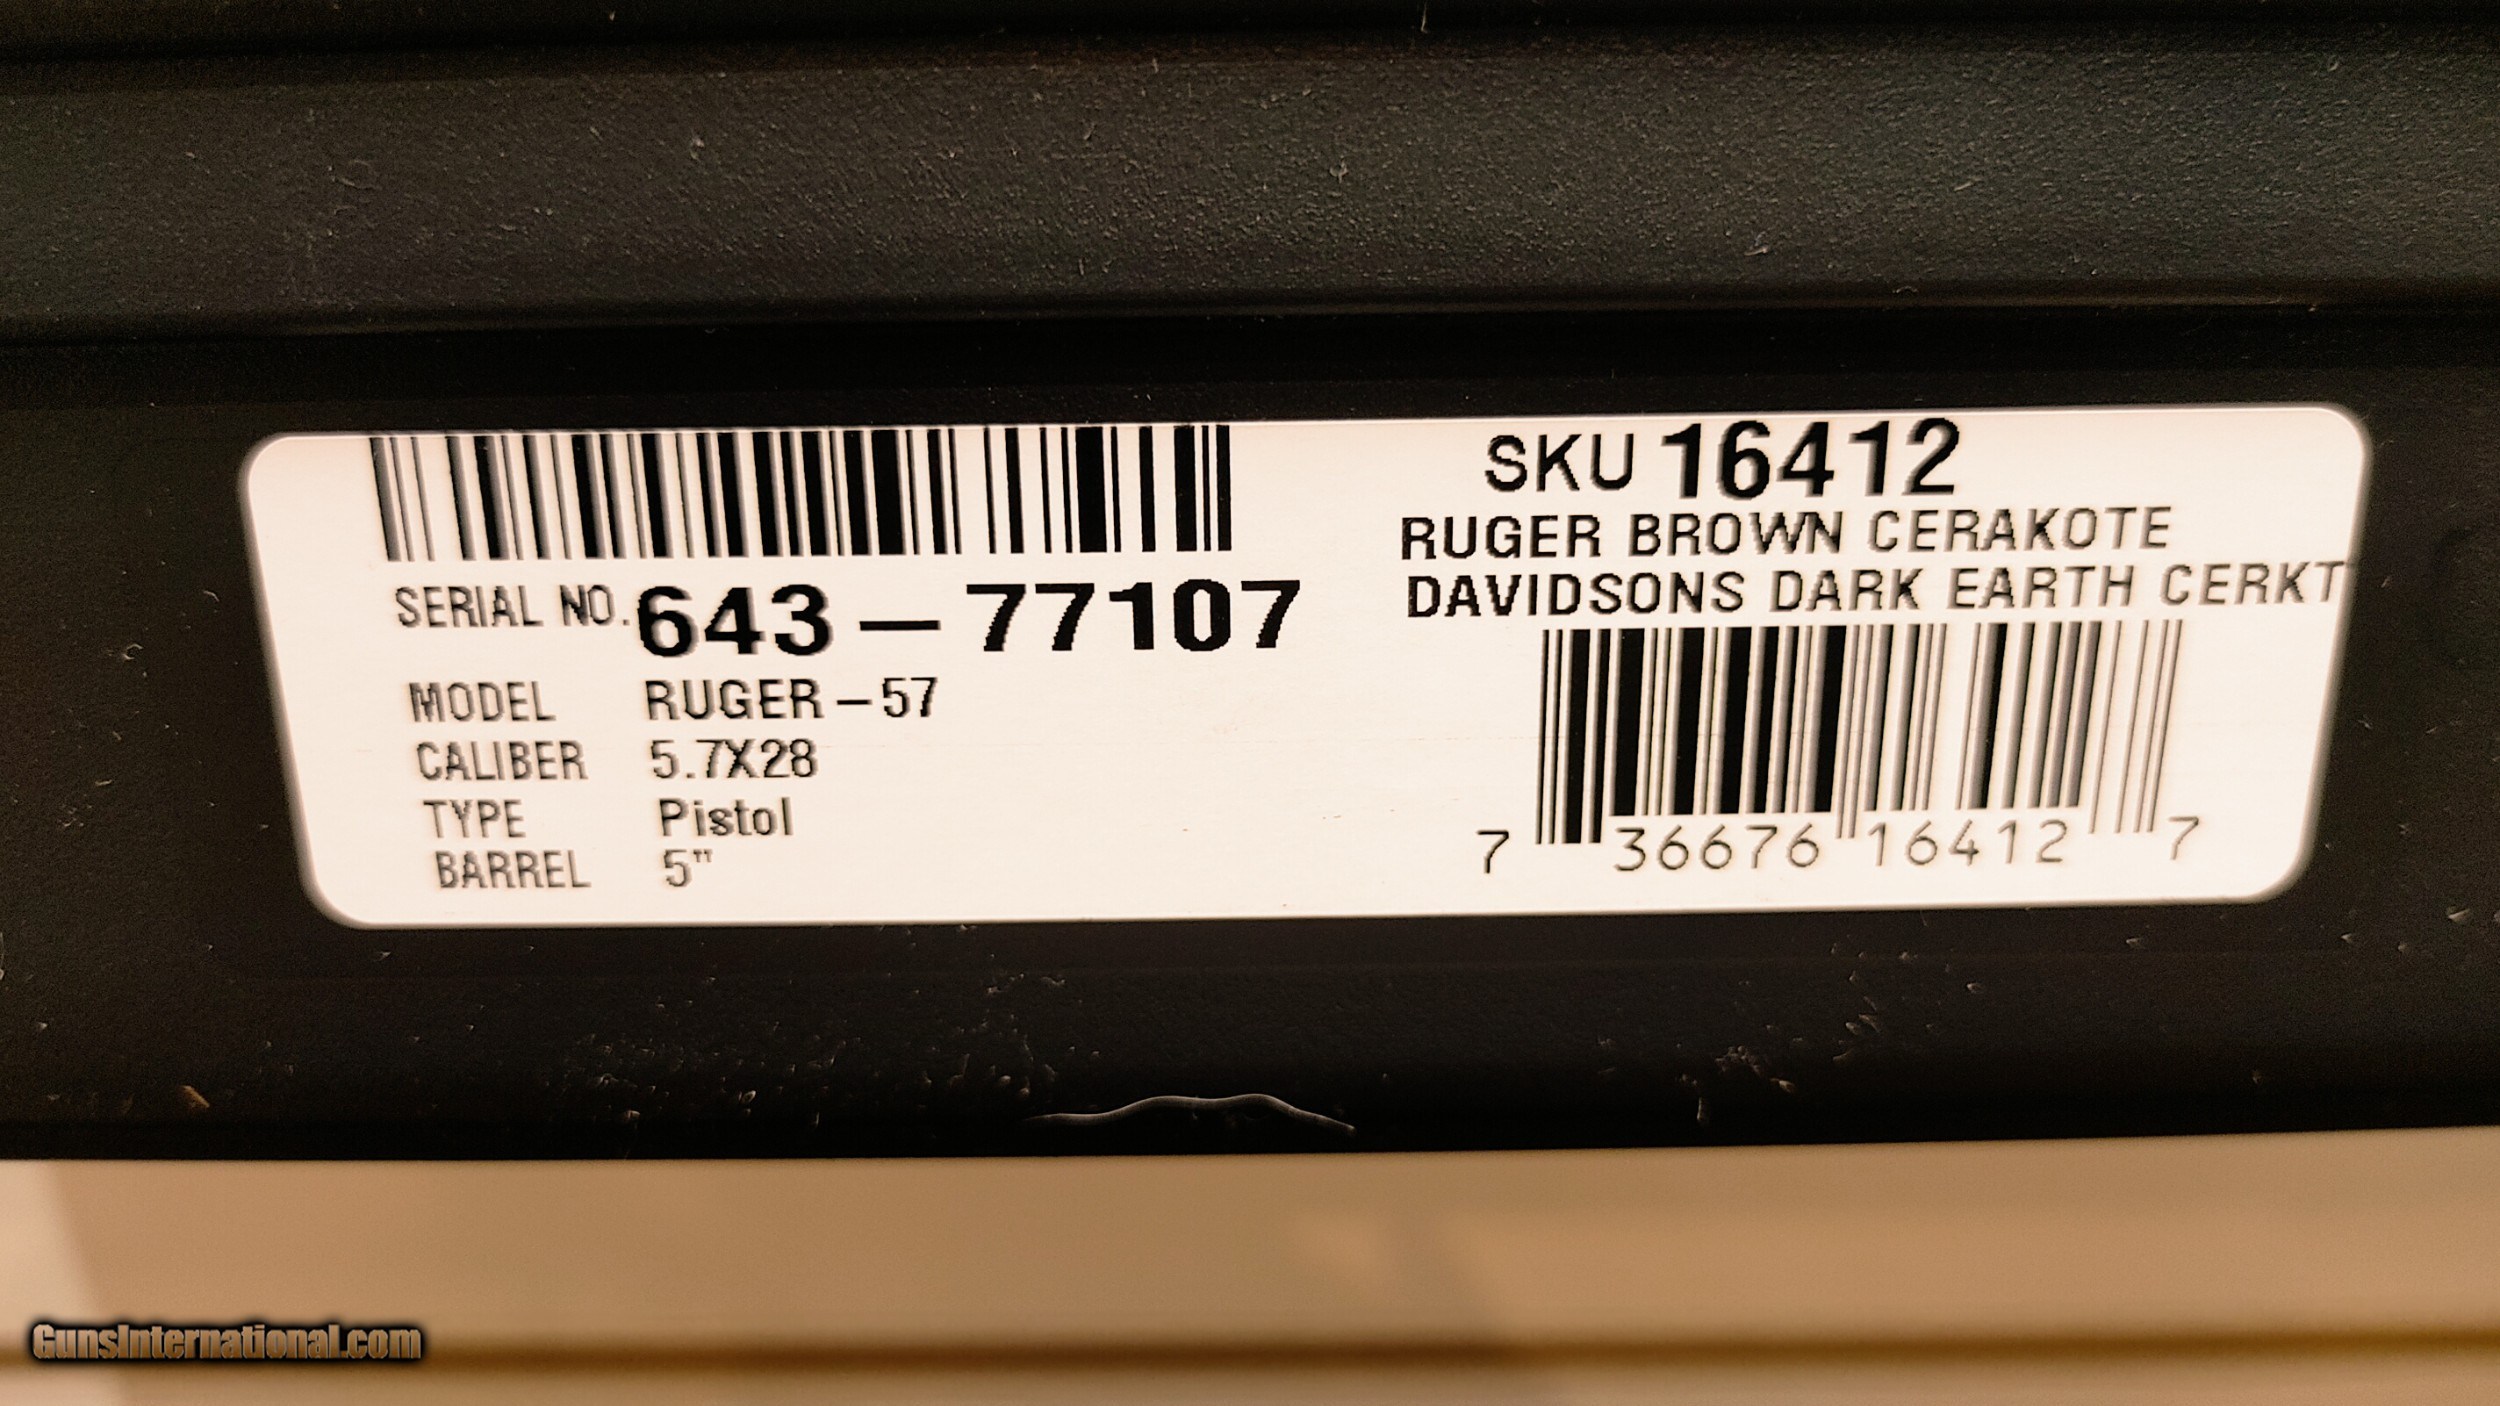 SERIAL NO. 643-77107
MODEL RUGER-57
CALIBER 5.7X28
TYPE Pistol
BARREL 5"
SKU 16412
RUGER BROWN CERAKOTE
DAVIDSONS DARK EARTH CERKT
7 36676 16412 7
GunsInternational.com